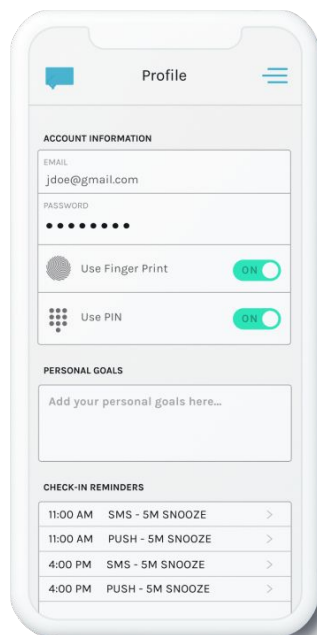 Profile
ACCOUNT INFORMATION
EMAIL
jdoe@gmail.com
PASSWORD
••••••••
Use Finger Print ON
Use PIN ON
PERSONAL GOALS
Add your personal goals here...
CHECK-IN REMINDERS
11:00 AM SMS - 5M SNOOZE >
11:00 AM PUSH - 5M SNOOZE >
4:00 PM SMS - 5M SNOOZE >
4:00 PM PUSH - 5M SNOOZE >